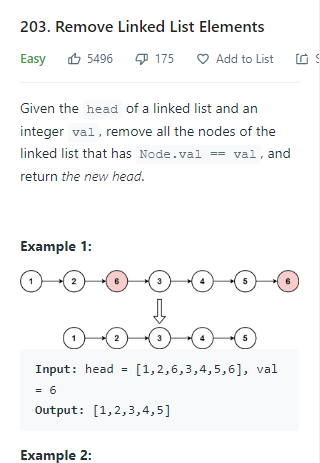 203. Remove Linked List Elements
Easy 5496 175 Add to List
Given the head of a linked list and an
integer val, remove all the nodes of the
linked list that has Node.val == val, and
return the new head.
Example 1:
1 2 6 3 4 5 6
1 2 3 4 5
Input: head = [1,2,6,3,4,5,6], val
= 6
Output: [1,2,3,4,5]
Example 2: